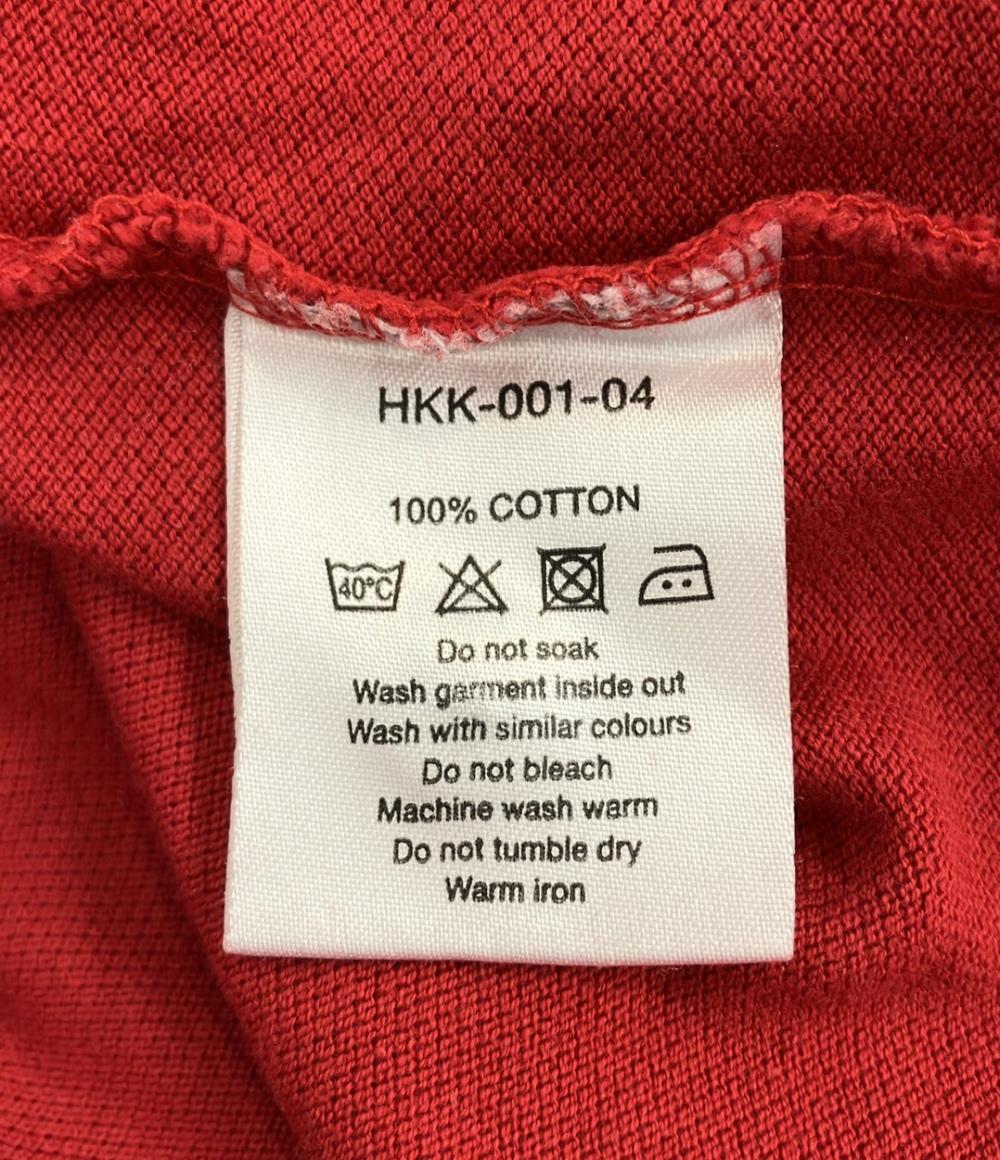 HKK-001-04
100% COTTON
40°C
Do not soak
Wash garment inside out
Wash with similar colours
Do not bleach
Machine wash warm
Do not tumble dry
Warm iron